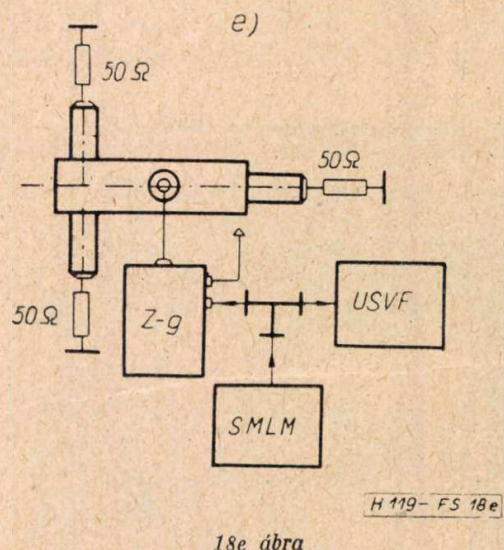 e)
50 Ω
50 Ω
50 Ω
Z-g
USVF
SMLM
H 119- FS 18e
18e ábra